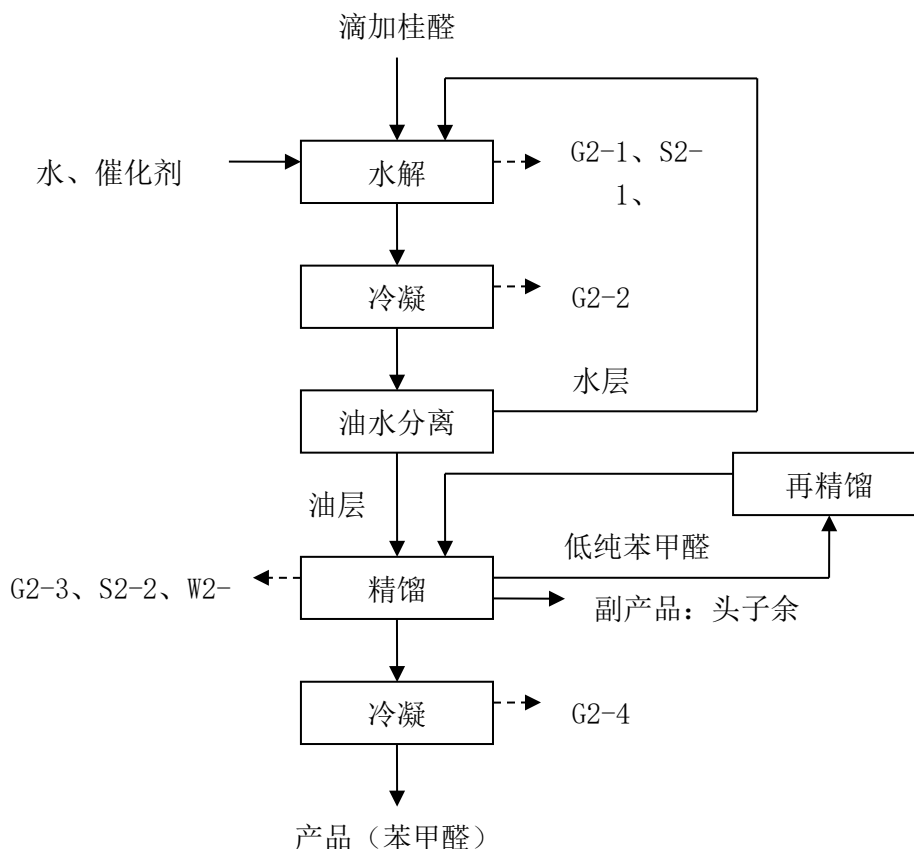 滴加桂醛
水、催化剂
水解
G2-1、S2-
1、
冷凝
G2-2
水层
油水分离
再精馏
油层
低纯苯甲醛
G2-3、S2-2、W2-
精馏
副产品：头子余
冷凝
G2-4
产品（苯甲醛）